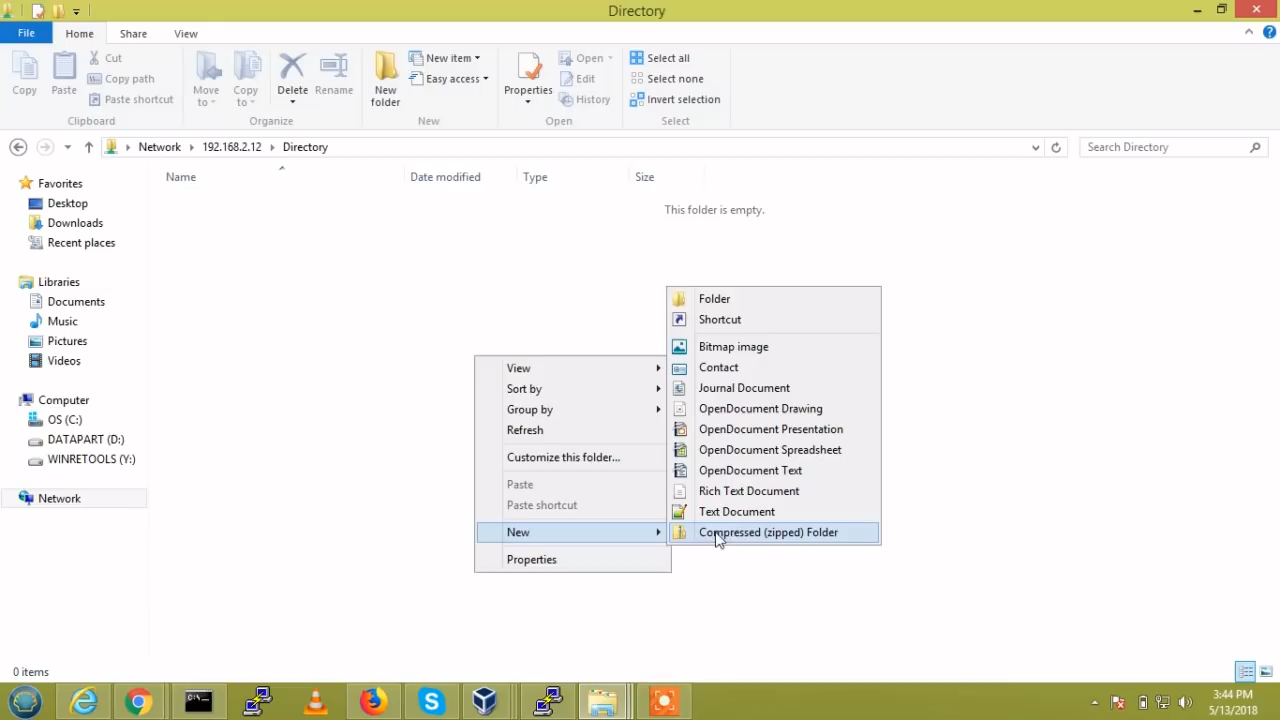 Directory
File Home Share View
Copy
Paste
Cut
Copy path
Paste shortcut
Clipboard
Move to
Copy to
Delete
Rename
Organize
New folder
New item
Easy access
New
Properties
Open
Edit
History
Open
Select all
Select none
Invert selection
Select
Network 192.168.2.12 Directory
Search Directory
Name Date modified Type Size
This folder is empty.
Favorites
Desktop
Downloads
Recent places
Libraries
Documents
Music
Pictures
Videos
Computer
OS (C:)
DATAPART (D:)
WINRETOOLS (Y:)
Network
View
Sort by
Group by
Refresh
Customize this folder...
Paste
Paste shortcut
New
Properties
Folder
Shortcut
Bitmap image
Contact
Journal Document
OpenDocument Drawing
OpenDocument Presentation
OpenDocument Spreadsheet
OpenDocument Text
Rich Text Document
Text Document
Compressed (zipped) Folder
0 items
3:44 PM
5/13/2018